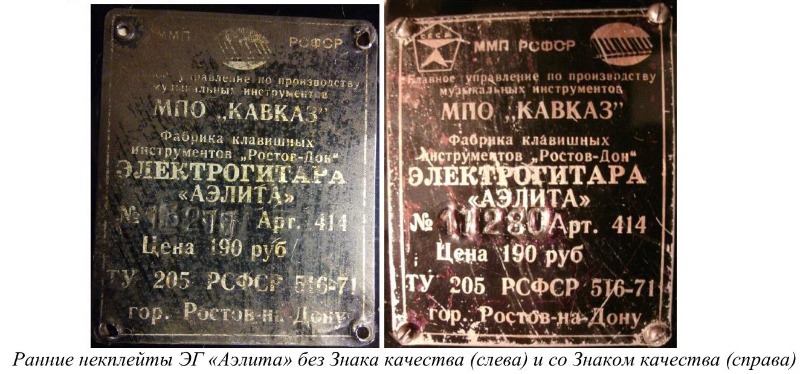 ММП РСФСР
Главное управление по производству
музыкальных инструментов
МПО „КАВКАЗ"
Фабрика клавишных
инструментов „Ростов-Дон"
ЭЛЕКТРОГИТАРА
«АЭЛИТА»
№ Арт. 414
Цена 190 руб
ТУ 205 РСФСР 516-71
гор. Ростов-на-Дону
СССР
ММП РСФСР
Главное управление по производству
музыкальных инструментов
МПО „КАВКАЗ"
Фабрика клавишных
инструментов „Ростов-Дон"
ЭЛЕКТРОГИТАРА
«АЭЛИТА»
№ 11280 Арт. 414
Цена 190 руб
ТУ 205 РСФСР 516-71
гор. Ростов-на-Дону
Ранние некплейты ЭГ «Аэлита» без Знака качества (слева) и со Знаком качества (справа)